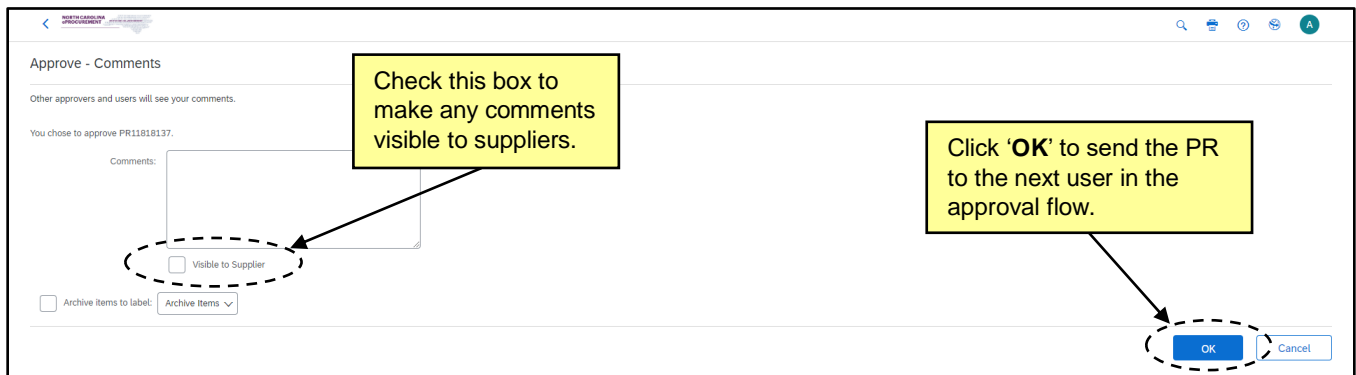 NORTH CAROLINA
ePROCUREMENT
A
Approve - Comments
Other approvers and users will see your comments.
You chose to approve PR11818137.
Comments:
Check this box to
make any comments
visible to suppliers.
Click ‘OK’ to send the PR
to the next user in the
approval flow.
Visible to Supplier
Archive items to label: Archive Items
OK Cancel